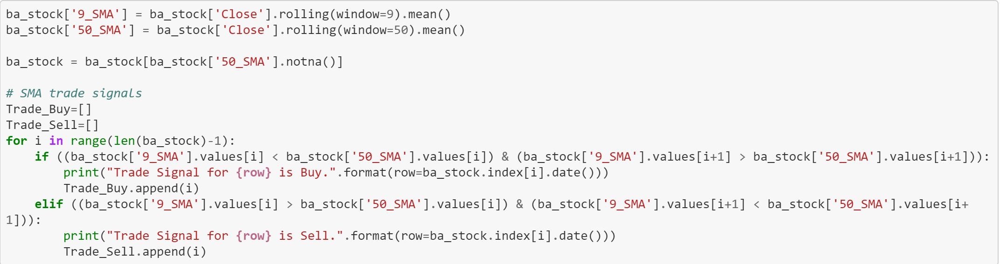 ba_stock['9_SMA'] = ba_stock['Close'].rolling(window=9).mean()
ba_stock['50_SMA'] = ba_stock['Close'].rolling(window=50).mean()

ba_stock = ba_stock[ba_stock['50_SMA'].notna()]

# SMA trade signals
Trade_Buy=[]
Trade_Sell=[]
for i in range(len(ba_stock)-1):
    if ((ba_stock['9_SMA'].values[i] < ba_stock['50_SMA'].values[i]) & (ba_stock['9_SMA'].values[i+1] > ba_stock['50_SMA'].values[i+1])):
        print("Trade Signal for {row} is Buy.".format(row=ba_stock.index[i].date()))
        Trade_Buy.append(i)
    elif ((ba_stock['9_SMA'].values[i] > ba_stock['50_SMA'].values[i]) & (ba_stock['9_SMA'].values[i+1] < ba_stock['50_SMA'].values[i+
1])):
        print("Trade Signal for {row} is Sell.".format(row=ba_stock.index[i].date()))
        Trade_Sell.append(i)